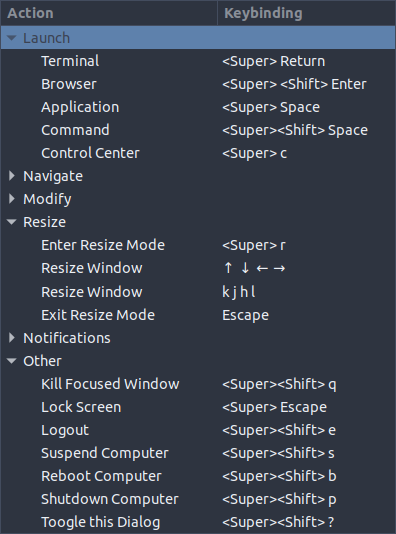 Action Keybinding
Launch
Terminal <Super> Return
Browser <Super> <Shift> Enter
Application <Super> Space
Command <Super><Shift> Space
Control Center <Super> c
Navigate
Modify
Resize
Enter Resize Mode <Super> r
Resize Window ↑ ↓ ← →
Resize Window k j h l
Exit Resize Mode Escape
Notifications
Other
Kill Focused Window <Super><Shift> q
Lock Screen <Super> Escape
Logout <Super><Shift> e
Suspend Computer <Super><Shift> s
Reboot Computer <Super><Shift> b
Shutdown Computer <Super><Shift> p
Toogle this Dialog <Super><Shift> ?